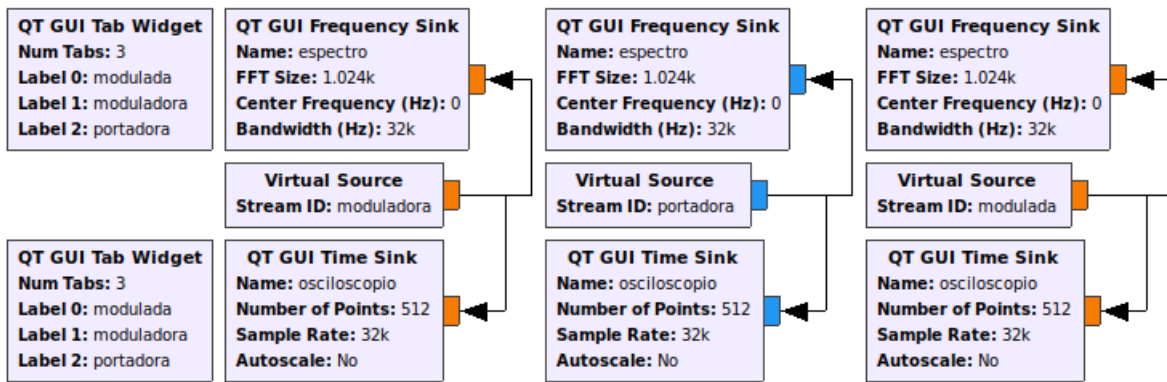 QT GUI Tab Widget
Num Tabs: 3
Label 0: modulada
Label 1: moduladora
Label 2: portadora
QT GUI Frequency Sink
Name: espectro
FFT Size: 1.024k
Center Frequency (Hz): 0
Bandwidth (Hz): 32k
QT GUI Frequency Sink
Name: espectro
FFT Size: 1.024k
Center Frequency (Hz): 0
Bandwidth (Hz): 32k
QT GUI Frequency Sink
Name: espectro
FFT Size: 1.024k
Center Frequency (Hz): 0
Bandwidth (Hz): 32k
Virtual Source
Stream ID: moduladora
Virtual Source
Stream ID: portadora
Virtual Source
Stream ID: modulada
QT GUI Tab Widget
Num Tabs: 3
Label 0: modulada
Label 1: moduladora
Label 2: portadora
QT GUI Time Sink
Name: osciloscopio
Number of Points: 512
Sample Rate: 32k
Autoscale: No
QT GUI Time Sink
Name: osciloscopio
Number of Points: 512
Sample Rate: 32k
Autoscale: No
QT GUI Time Sink
Name: osciloscopio
Number of Points: 512
Sample Rate: 32k
Autoscale: No